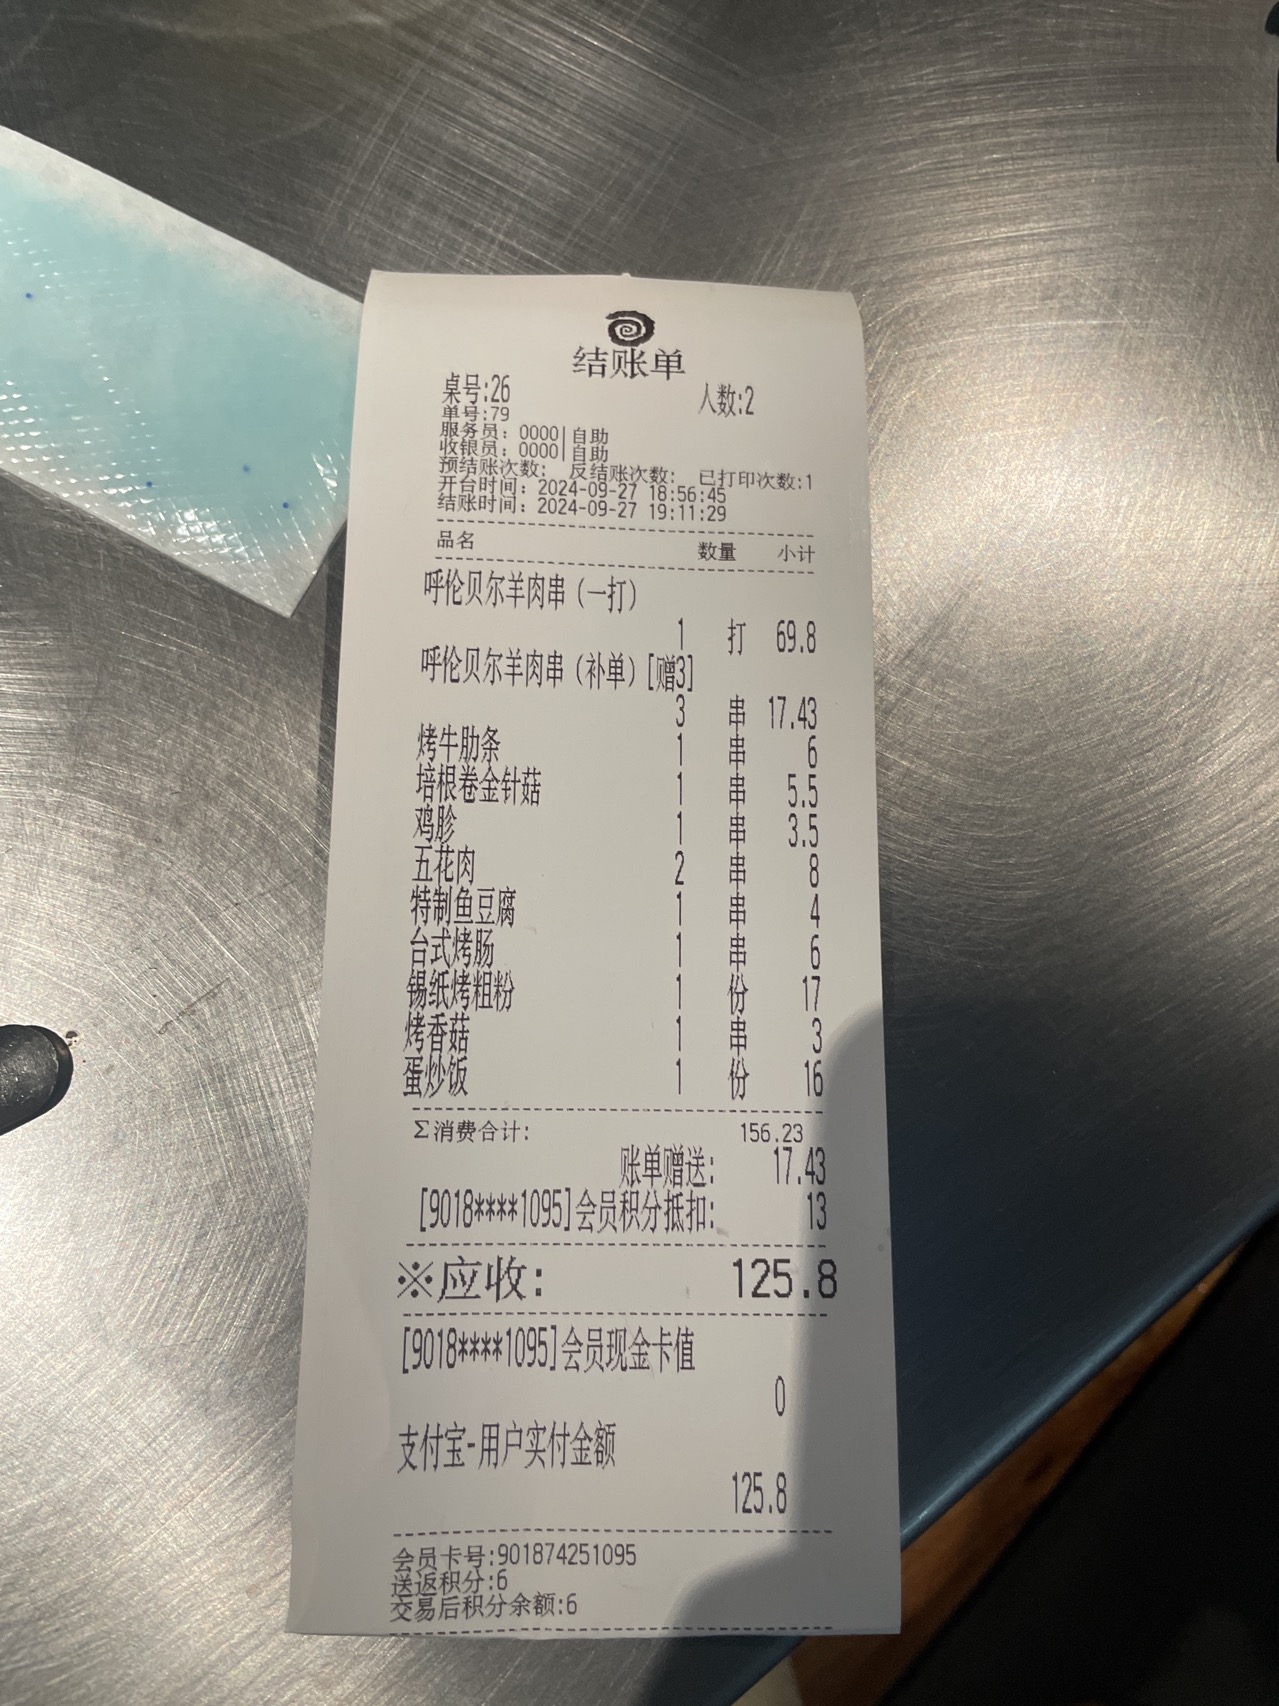 结账单
桌号:26 人数:2
单号:79
服务员: 0000|自助
收银员: 0000|自助
预结账次数: 反结账次数: 已打印次数:1
开台时间: 2024-09-27 18:56:45
结账时间: 2024-09-27 19:11:29
品名 数量 小计
呼伦贝尔羊肉串（一打）
1 打 69.8
呼伦贝尔羊肉串（补单）[赠3]
3 串 17.43
烤牛肋条 1 串 6
培根卷金针菇 1 串 5.5
鸡胗 1 串 3.5
五花肉 2 串 8
特制鱼豆腐 1 串 4
台式烤肠 1 串 6
锡纸烤粗粉 1 份 17
烤香菇 1 串 3
蛋炒饭 1 份 16
Σ消费合计: 156.23
账单赠送: 17.43
[9018****1095]会员积分抵扣: 13
※应收: 125.8
[9018****1095]会员现金卡值
0
支付宝-用户实付金额
125.8
会员卡号:901874251095
送返积分:6
交易后积分余额:6